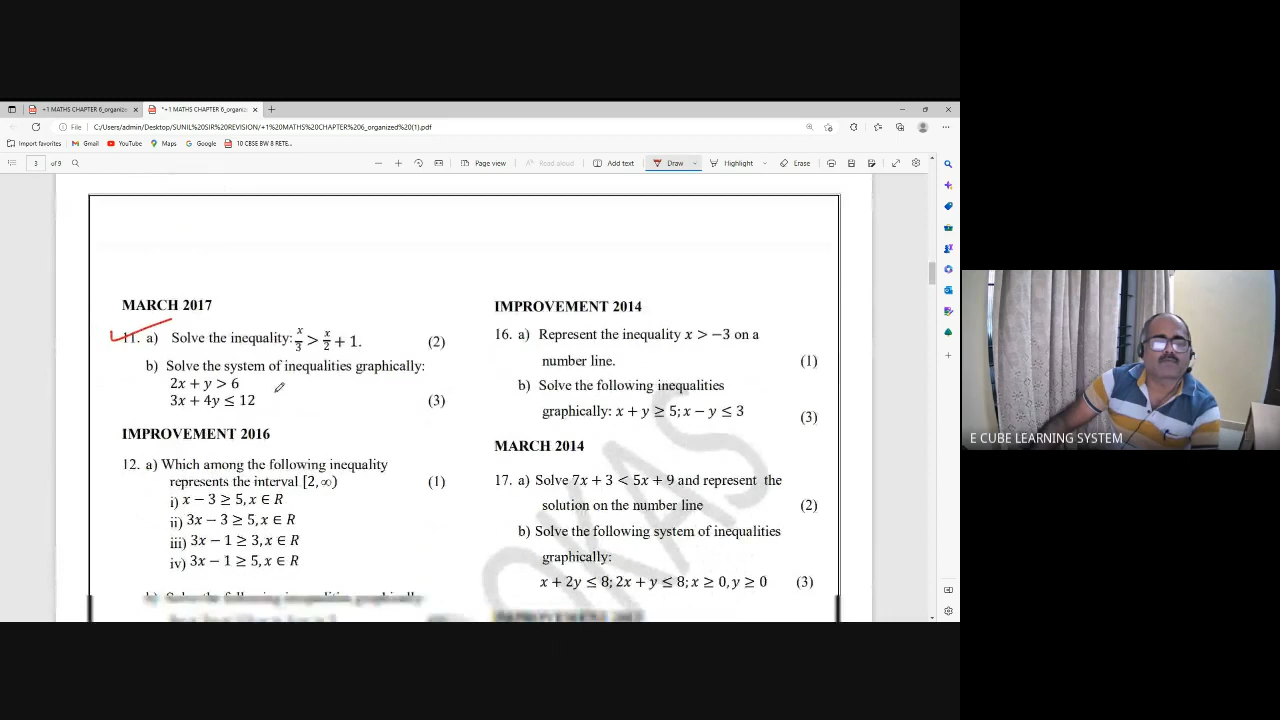 +1 MATHS CHAPTER 6_organize
*+1 MATHS CHAPTER 6_organiz
File
C:/Users/admin/Desktop/SUNIL%20SIR%20REVISION/+1%20MATHS%20CHAPTER%206_organized%20(1).pdf
Import favorites
Gmail
YouTube
Maps
Google
10 CBSE BW 8 RETE...
3 of 9
Page view
Read aloud
Add text
Draw
Highlight
Erase
MARCH 2017
11. a) Solve the inequality: x/3 > x/2 + 1. (2)
b) Solve the system of inequalities graphically:
2x + y > 6
3x + 4y ≤ 12 (3)
IMPROVEMENT 2016
12. a) Which among the following inequality
represents the interval [2, ∞) (1)
i) x − 3 ≥ 5, x ∈ R
ii) 3x − 3 ≥ 5, x ∈ R
iii) 3x − 1 ≥ 3, x ∈ R
iv) 3x − 1 ≥ 5, x ∈ R
b) Solve the following inequalities graphically
IMPROVEMENT 2014
16. a) Represent the inequality x > −3 on a
number line. (1)
b) Solve the following inequalities
graphically: x + y ≥ 5; x − y ≤ 3 (3)
MARCH 2014
17. a) Solve 7x + 3 < 5x + 9 and represent the
solution on the number line (2)
b) Solve the following system of inequalities
graphically:
x + 2y ≤ 8; 2x + y ≤ 8; x ≥ 0, y ≥ 0 (3)
OKAS
E CUBE LEARNING SYSTEM